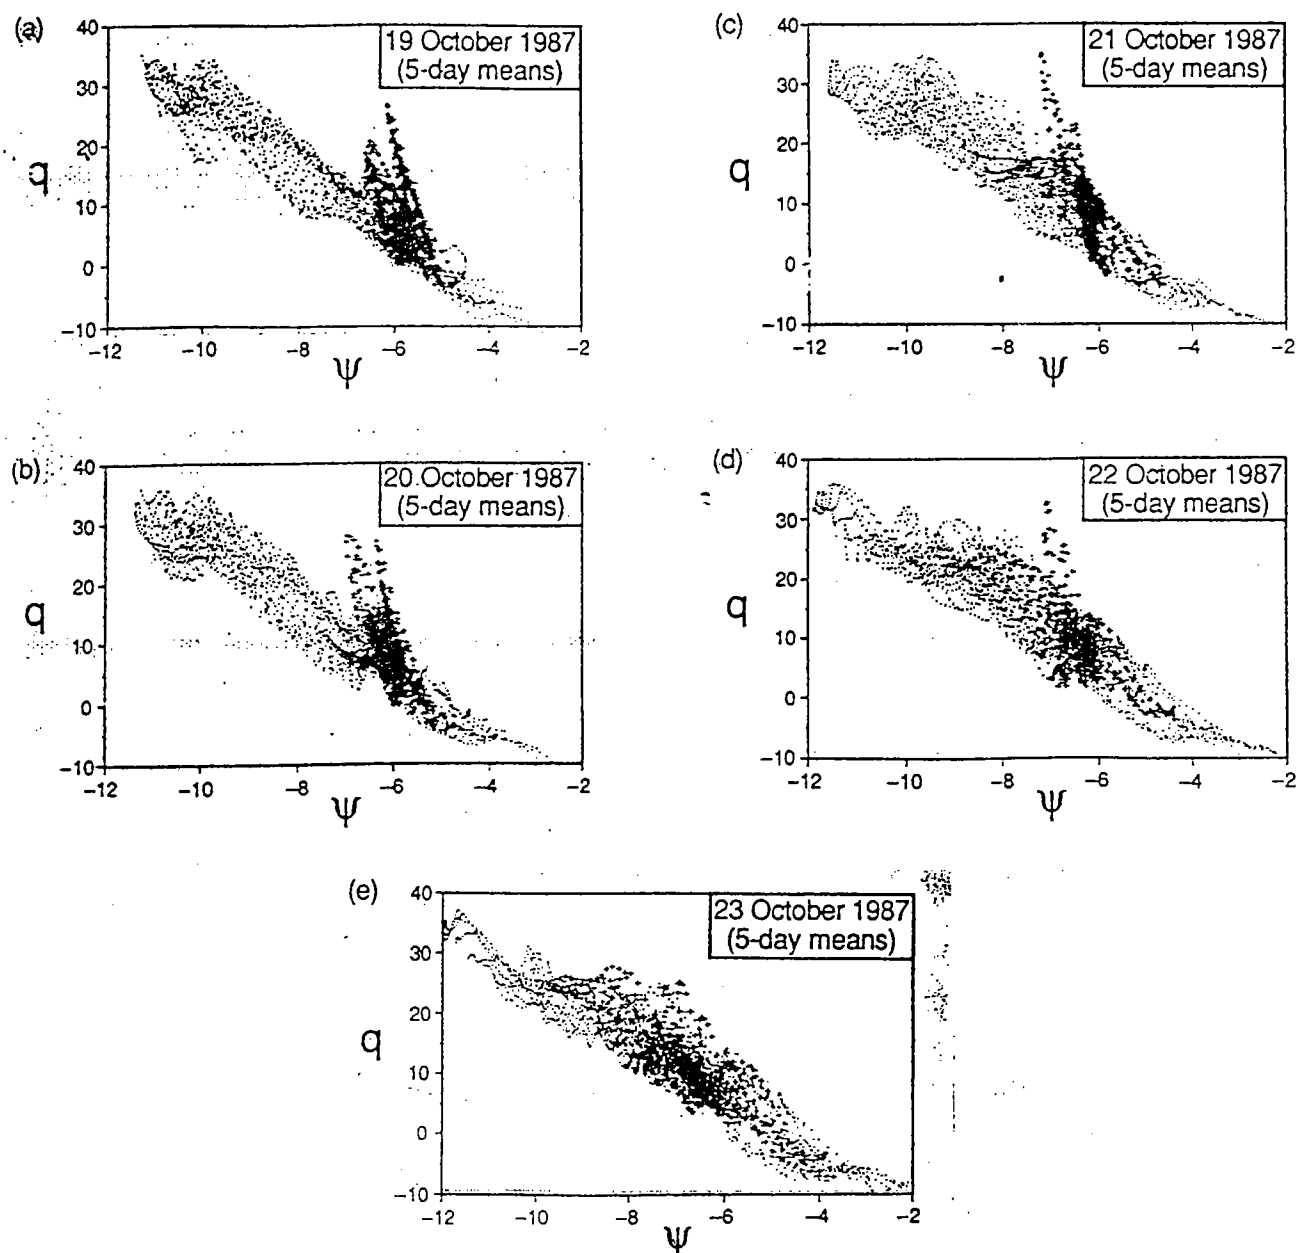 (a)
40
30
20
10
0
-10
q
19 October 1987
(5-day means)
-12
-10
-8
-6
-4
-2
Ψ
(c)
40
30
20
10
0
-10
q
21 October 1987
(5-day means)
-12
-10
-8
-6
-4
-2
Ψ
(b)
40
30
20
10
0
-10
q
20 October 1987
(5-day means)
-12
-10
-8
-6
-4
-2
Ψ
(d)
40
30
20
10
0
-10
q
22 October 1987
(5-day means)
-12
-10
-8
-6
-4
-2
Ψ
(e)
40
30
20
10
0
-10
q
23 October 1987
(5-day means)
-12
-10
-8
-6
-4
-2
Ψ